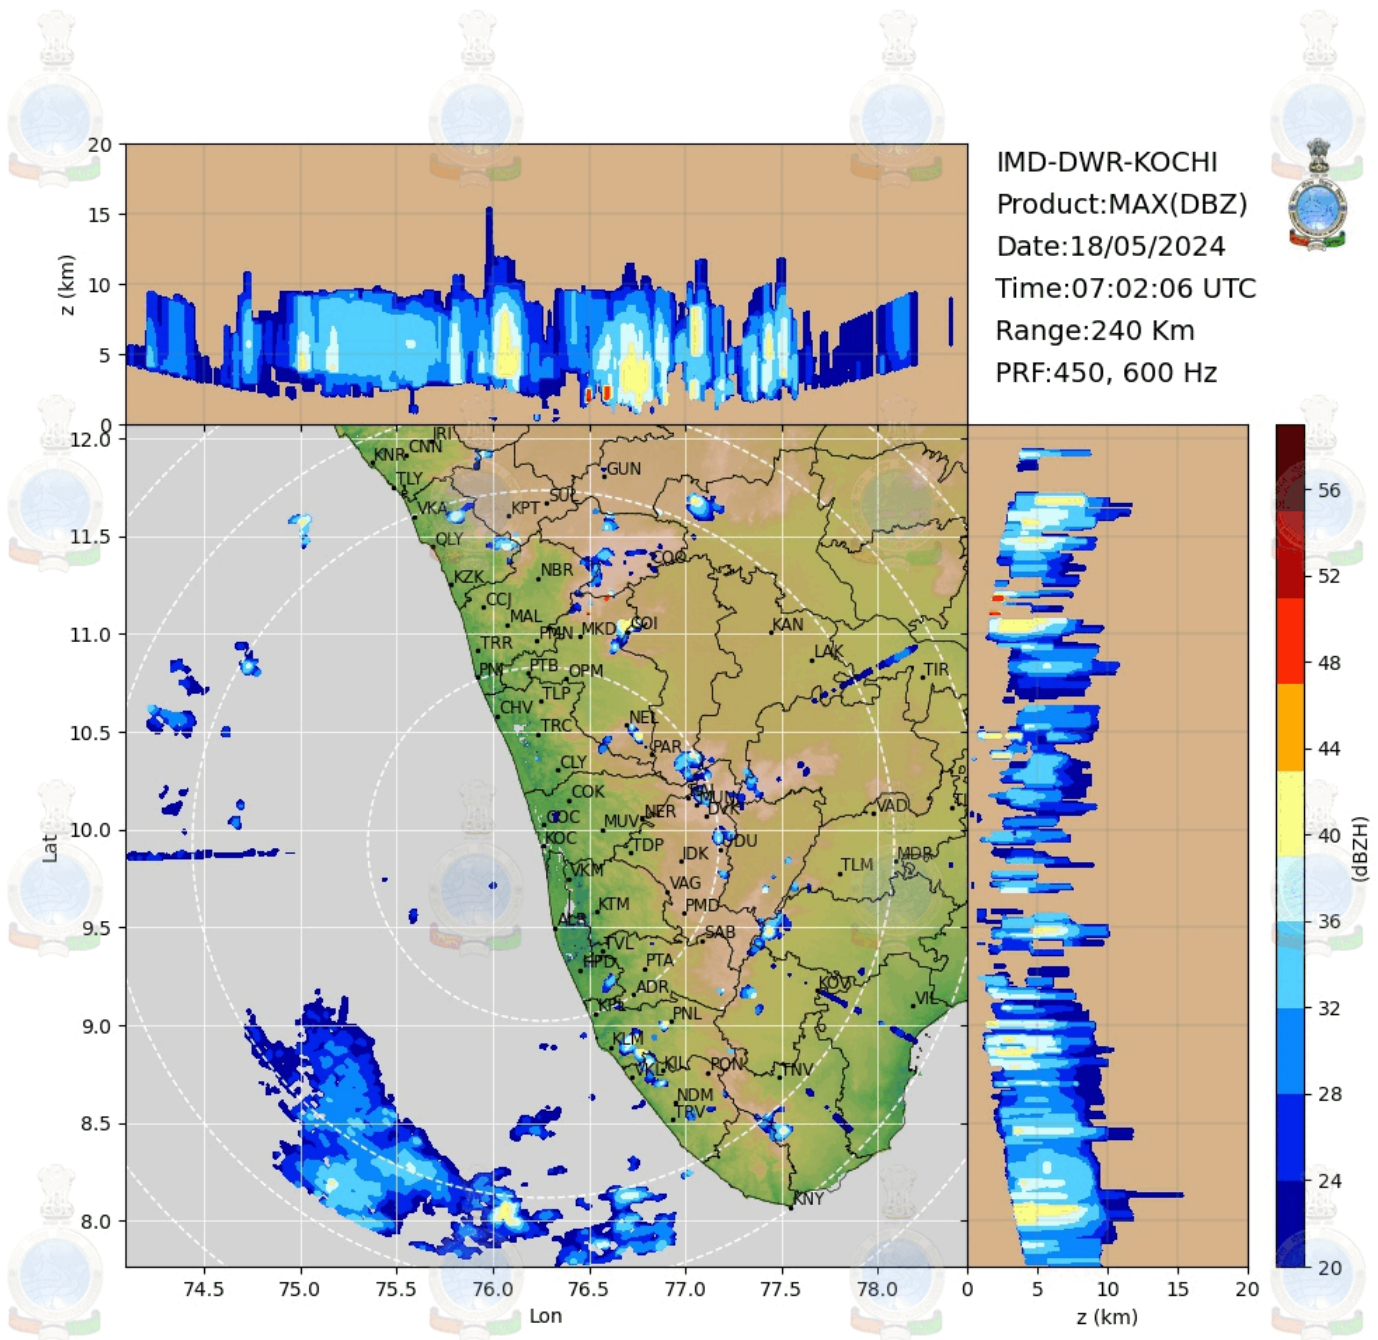 IMD-DWR-KOCHI
Product:MAX(DBZ)
Date:18/05/2024
Time:07:02:06 UTC
Range:240 Km
PRF:450, 600 Hz
20
15
10
5
0
z (km)
12.0
11.5
11.0
10.5
10.0
9.5
9.0
8.5
8.0
Lat
JRI
CNN
KNR
GUN
TLY
SUL
VKA
KPT
QLY
COO
KZK
NBR
CCJ
MAL
COI
KAN
PMN
MKD
TRR
LAK
PTB
OPM
PNI
TIR
TLP
CHV
NEL
TRC
PAR
CLY
COK
MUN
VAD
COC
MUV
NER
DVK
KOC
TDP
IDK
UDU
TLM
MDR
VKM
VAG
KTM
PMD
ALP
SAB
TVL
PTA
HPD
ADR
KOV
VIL
KPL
PNL
KLM
KIL
PON
TNV
VKL
NDM
TRV
KNY
74.5 75.0 75.5 76.0 76.5 77.0 77.5 78.0
Lon
0 5 10 15 20
z (km)
56
52
48
44
40
36
32
28
24
20
(dBZH)